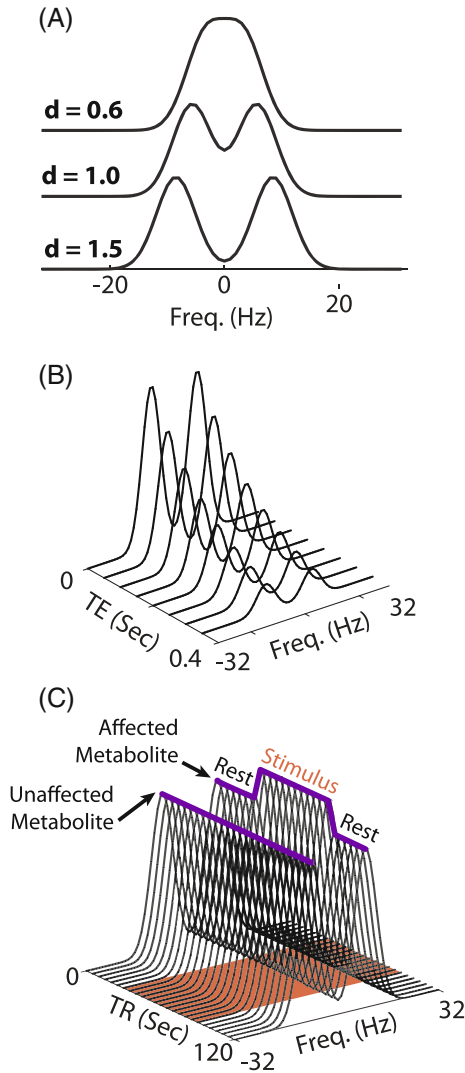 (A)
d = 0.6
d = 1.0
d = 1.5
-20 0 20
Freq. (Hz)
(B)
0
TE (Sec)
0.4
-32
Freq. (Hz)
32
(C)
Affected
Metabolite
Unaffected
Metabolite
Rest
Stimulus
Rest
0
TR (Sec)
120
-32
Freq. (Hz)
32